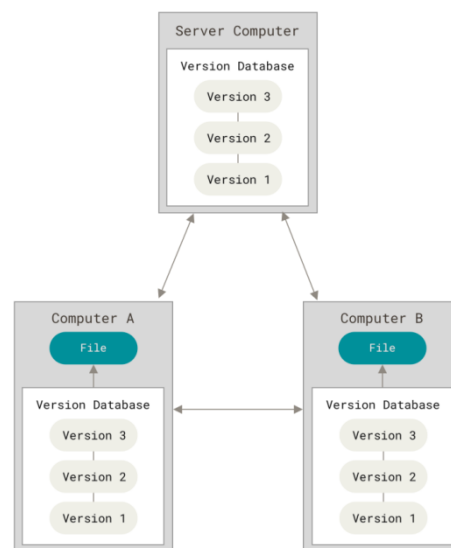 Server Computer
Version Database
Version 3
Version 2
Version 1
Computer A
File
Version Database
Version 3
Version 2
Version 1
Computer B
File
Version Database
Version 3
Version 2
Version 1